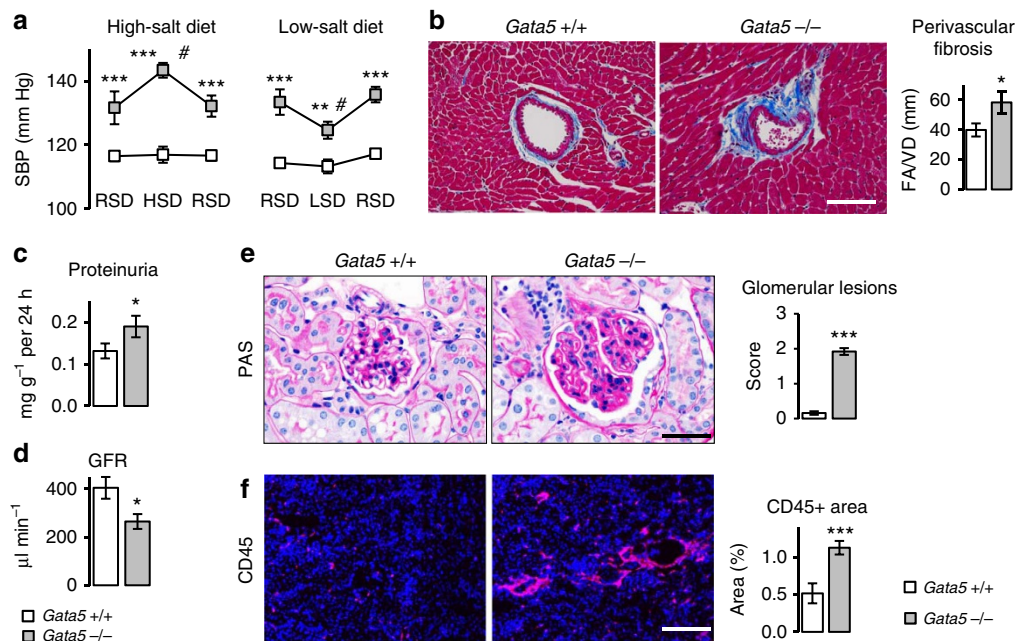 a
High-salt diet
Low-salt diet
SBP (mm Hg)
140
120
100
***
***
#
***
***
**
#
***
RSD HSD RSD
RSD LSD RSD
b
Gata5 +/+
Gata5 –/–
Perivascular
fibrosis
FA/VD (mm)
60
40
20
0
*
c
Proteinuria
mg g⁻¹ per 24 h
0.2
0.1
0.0
*
d
GFR
µl min⁻¹
400
200
0
*
Gata5 +/+
Gata5 –/–
e
Gata5 +/+
Gata5 –/–
PAS
Glomerular lesions
Score
3
2
1
0
***
f
CD45
CD45+ area
Area (%)
1.0
0.5
0.0
***
Gata5 +/+
Gata5 –/–